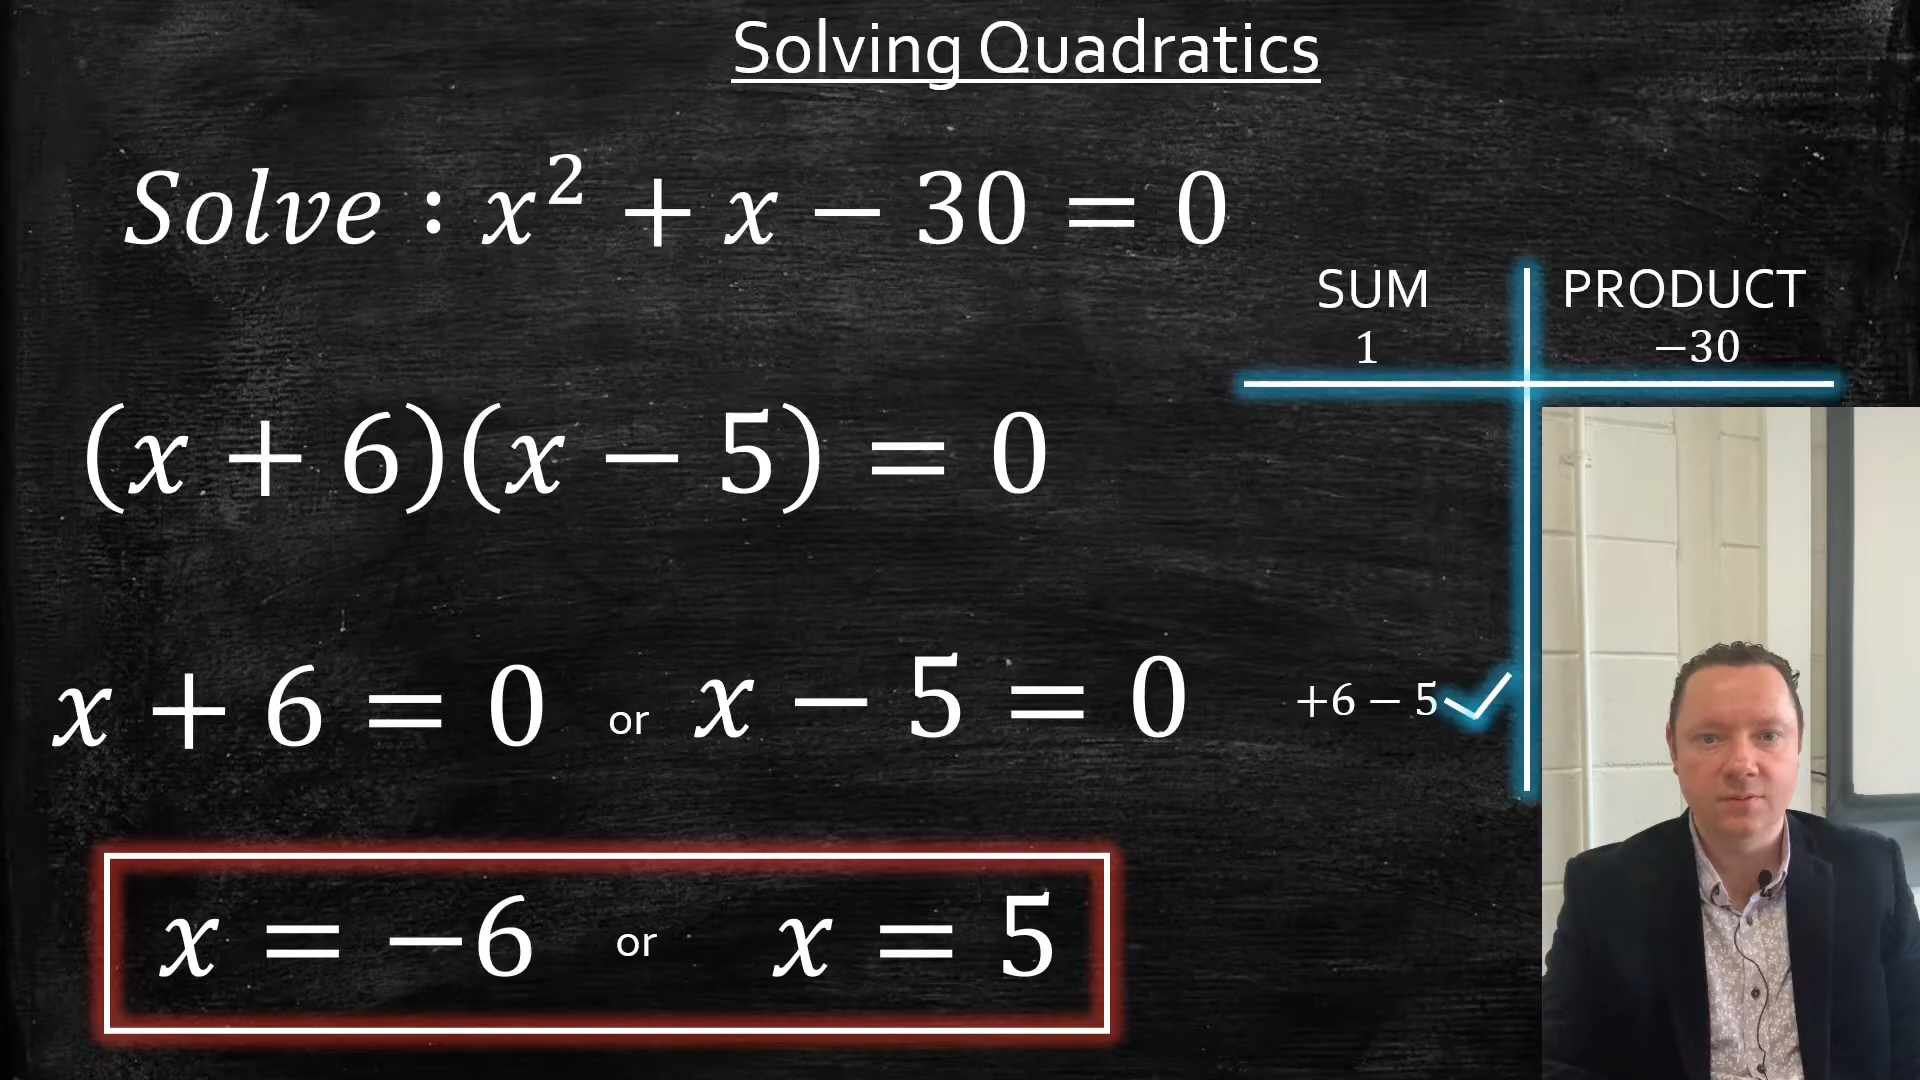 Solving Quadratics
Solve : x² + x − 30 = 0
SUM PRODUCT
1 −30
(x + 6)(x − 5) = 0
x + 6 = 0 or x − 5 = 0
+6 − 5
x = −6 or x = 5